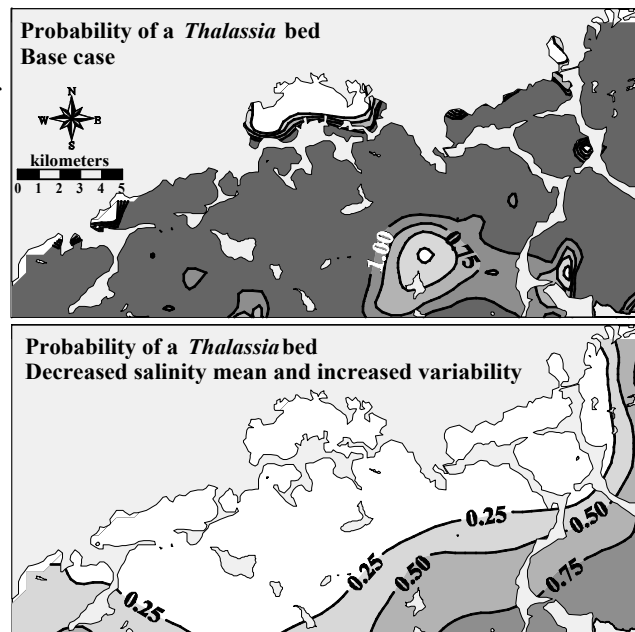 Probability of a Thalassia bed
Base case
N
W E
S
kilometers
0 1 2 3 4 5
1.00
0.75
Probability of a Thalassia bed
Decreased salinity mean and increased variability
0.25
0.50
0.25
0.50
0.75
0.25